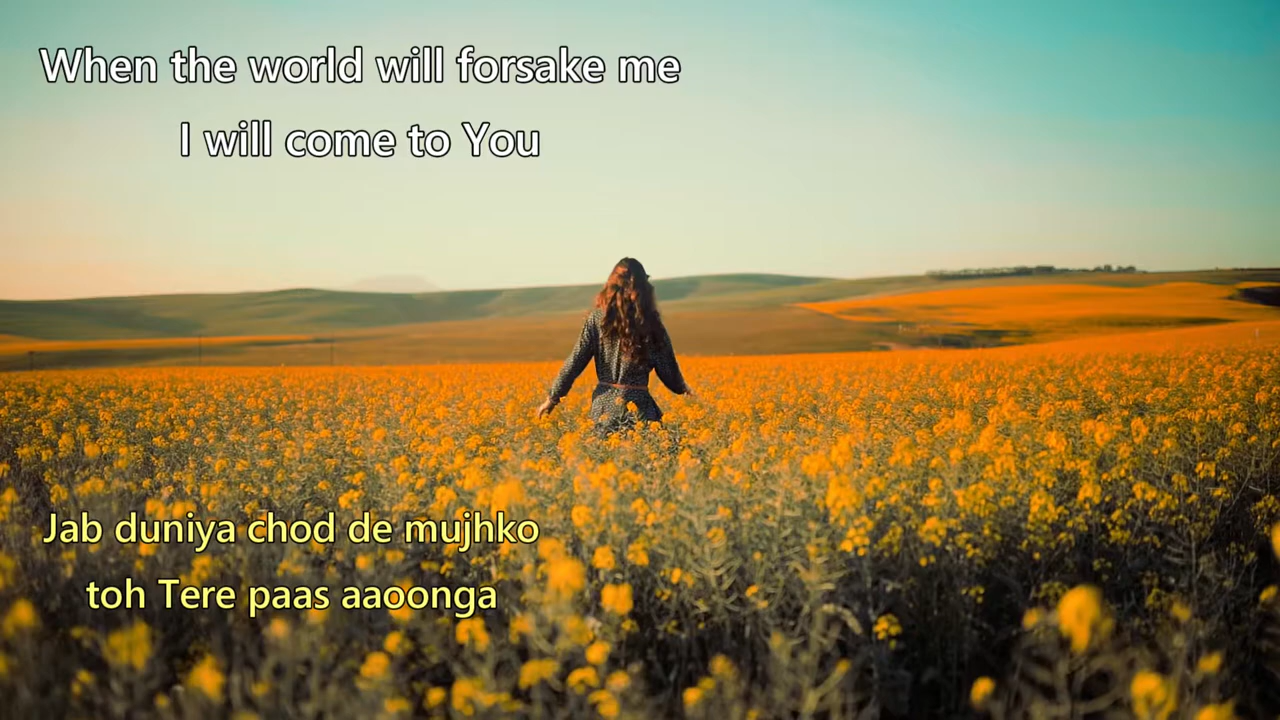 When the world will forsake me
I will come to You
Jab duniya chod de mujhko
toh Tere paas aaoonga